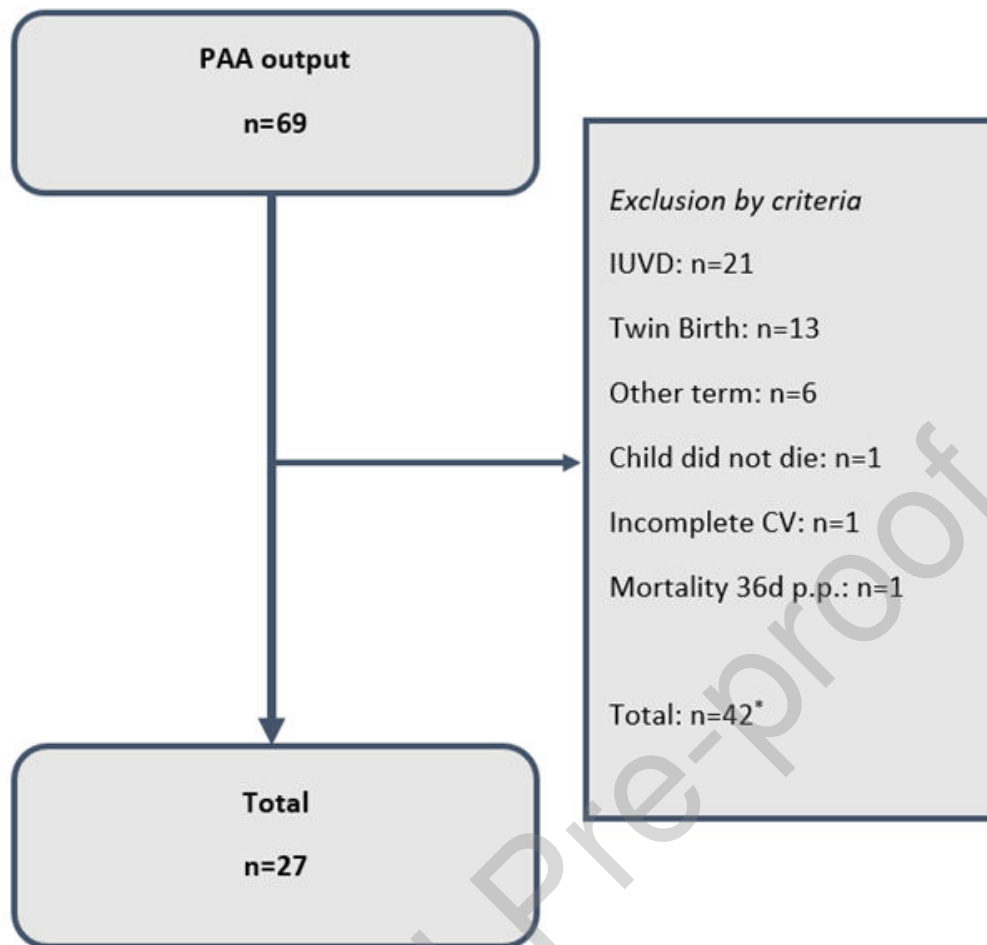 PAA output
n=69
Exclusion by criteria
IUVD: n=21
Twin Birth: n=13
Other term: n=6
Child did not die: n=1
Incomplete CV: n=1
Mortality 36d p.p.: n=1
Total: n=42*
Total
n=27
Pre-proof